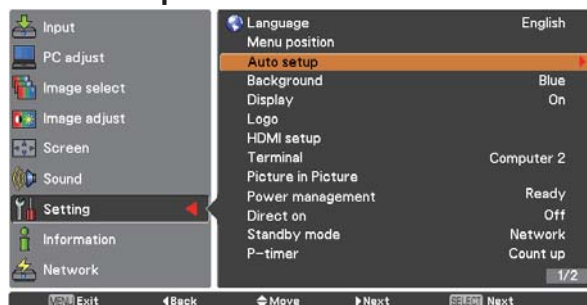 Input
PC adjust
Image select
Image adjust
Screen
Sound
Setting
Information
Network
Language English
Menu position
Auto setup
Background Blue
Display On
Logo
HDMI setup
Terminal Computer 2
Picture in Picture
Power management Ready
Direct on Off
Standby mode Network
P-timer Count up
1/2
MENU Exit Back Move Next SELECT Next